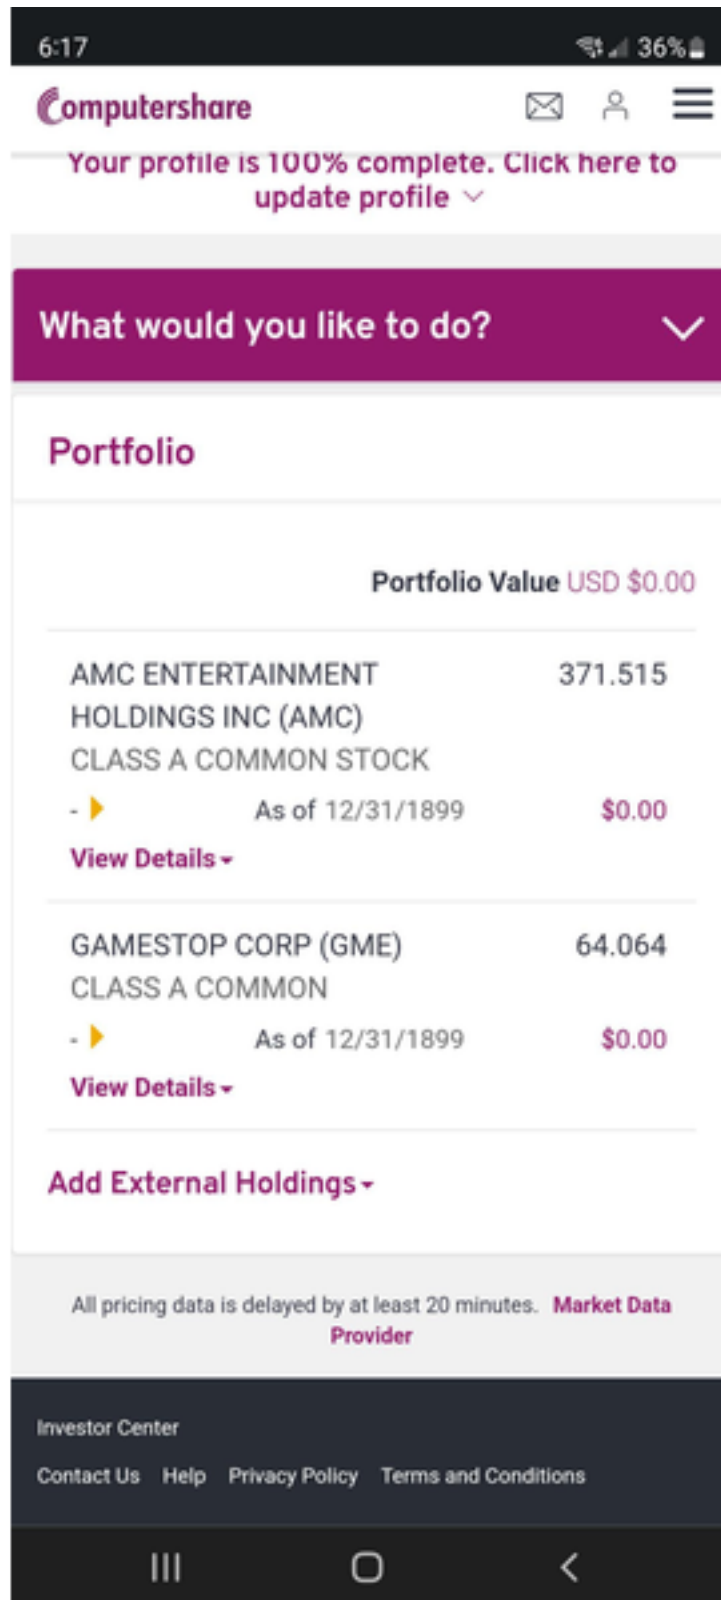 6:17 36%
Computershare
Your profile is 100% complete. Click here to
update profile
What would you like to do?
Portfolio
Portfolio Value USD $0.00
AMC ENTERTAINMENT 371.515
HOLDINGS INC (AMC)
CLASS A COMMON STOCK
- As of 12/31/1899 $0.00
View Details
GAMESTOP CORP (GME) 64.064
CLASS A COMMON
- As of 12/31/1899 $0.00
View Details
Add External Holdings
All pricing data is delayed by at least 20 minutes. Market Data
Provider
Investor Center
Contact Us Help Privacy Policy Terms and Conditions